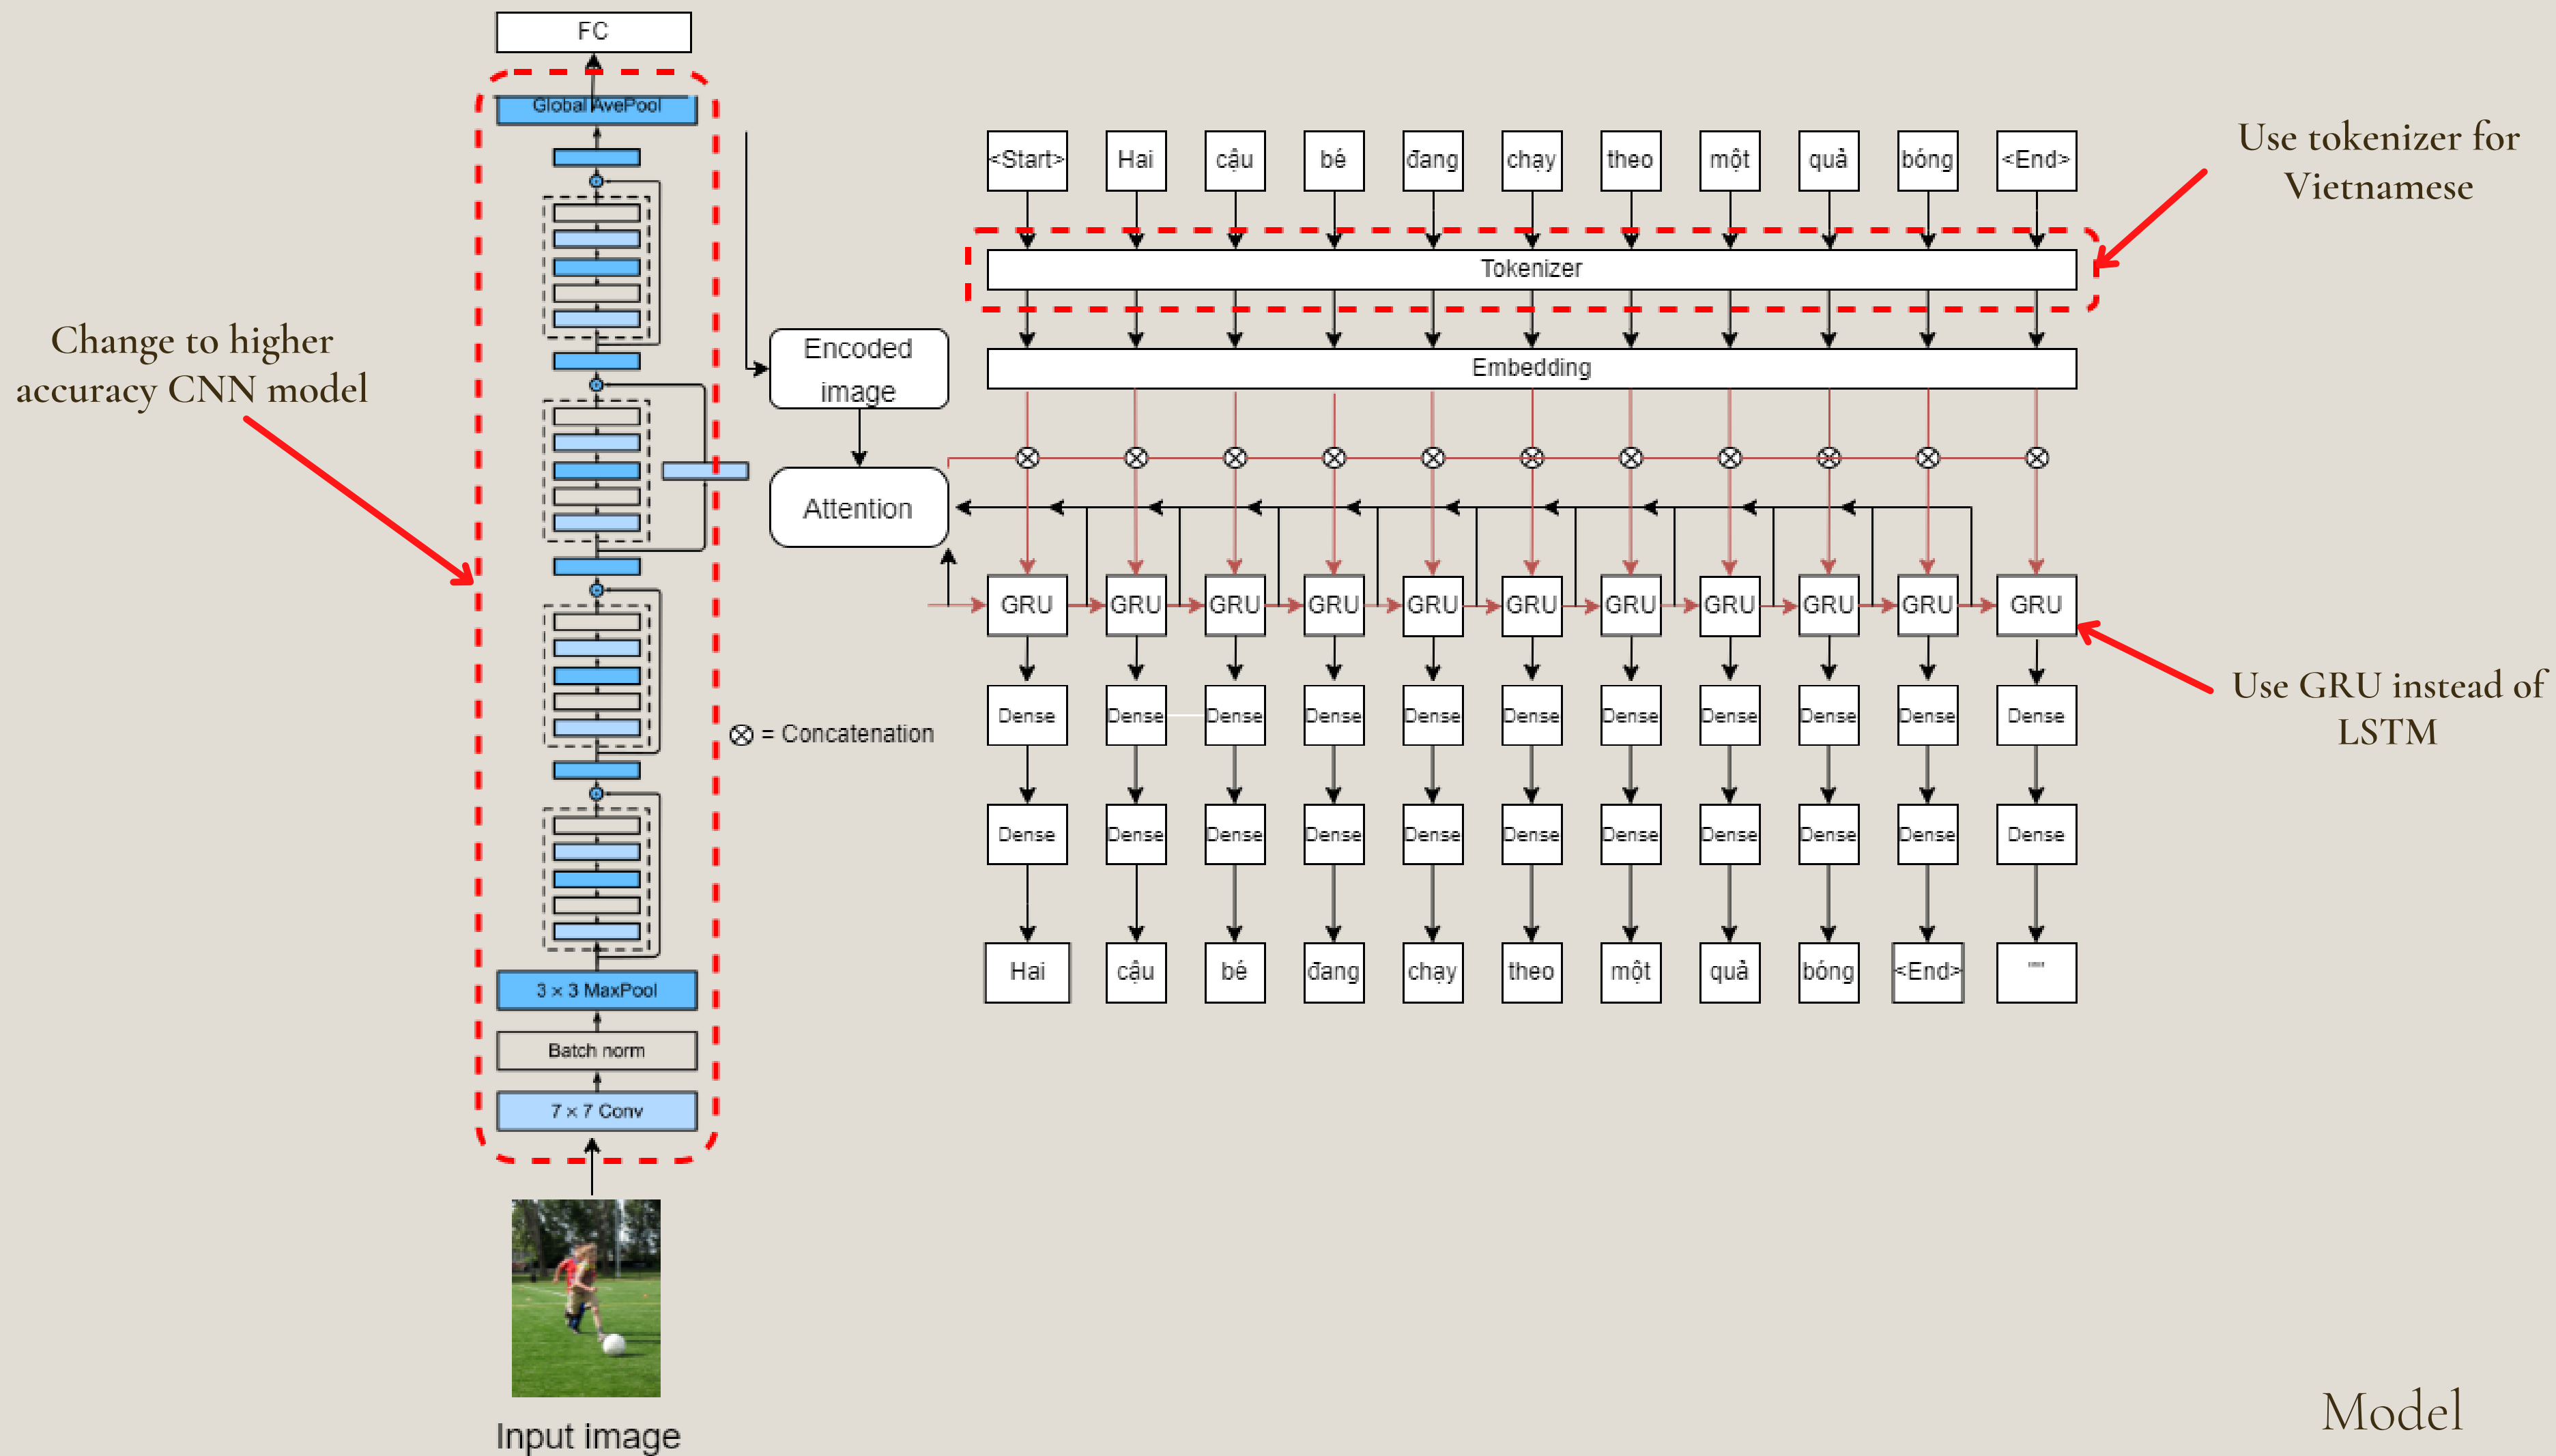 FC
Global AvePool
3 × 3 MaxPool
Batch norm
7 × 7 Conv
Input image
Change to higher
accuracy CNN model
Encoded
image
Attention
⊗ = Concatenation
<Start> Hai cậu bé đang chạy theo một quả bóng <End>
Tokenizer
Embedding
GRU GRU GRU GRU GRU GRU GRU GRU GRU GRU GRU
Dense Dense Dense Dense Dense Dense Dense Dense Dense Dense Dense
Dense Dense Dense Dense Dense Dense Dense Dense Dense Dense Dense
Hai cậu bé đang chạy theo một quả bóng <End> ""
Use tokenizer for
Vietnamese
Use GRU instead of
LSTM
Model